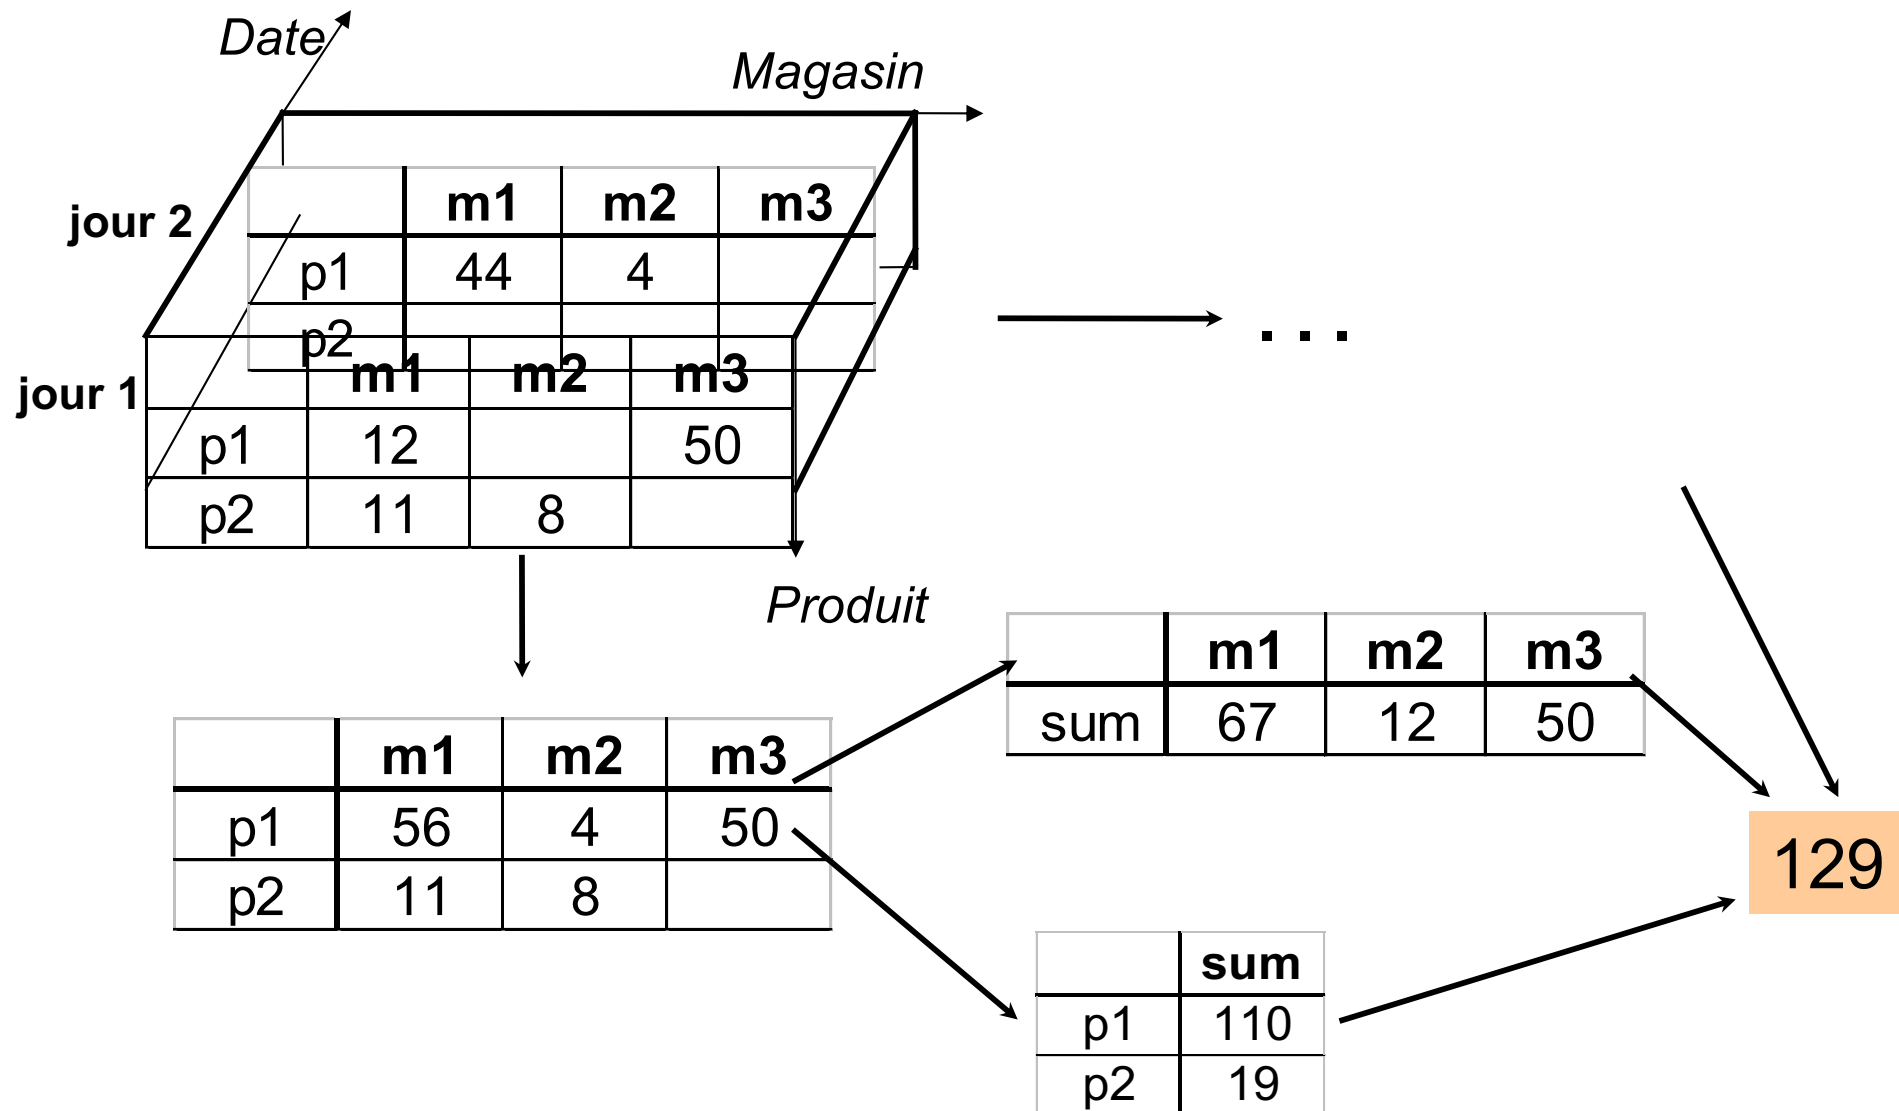 Date
Magasin
jour 2
m1 m2 m3
p1 44 4
p2
jour 1
m1 m2 m3
p1 12 50
p2 11 8
. . .
Produit
m1 m2 m3
sum 67 12 50
m1 m2 m3
p1 56 4 50
p2 11 8
129
sum
p1 110
p2 19